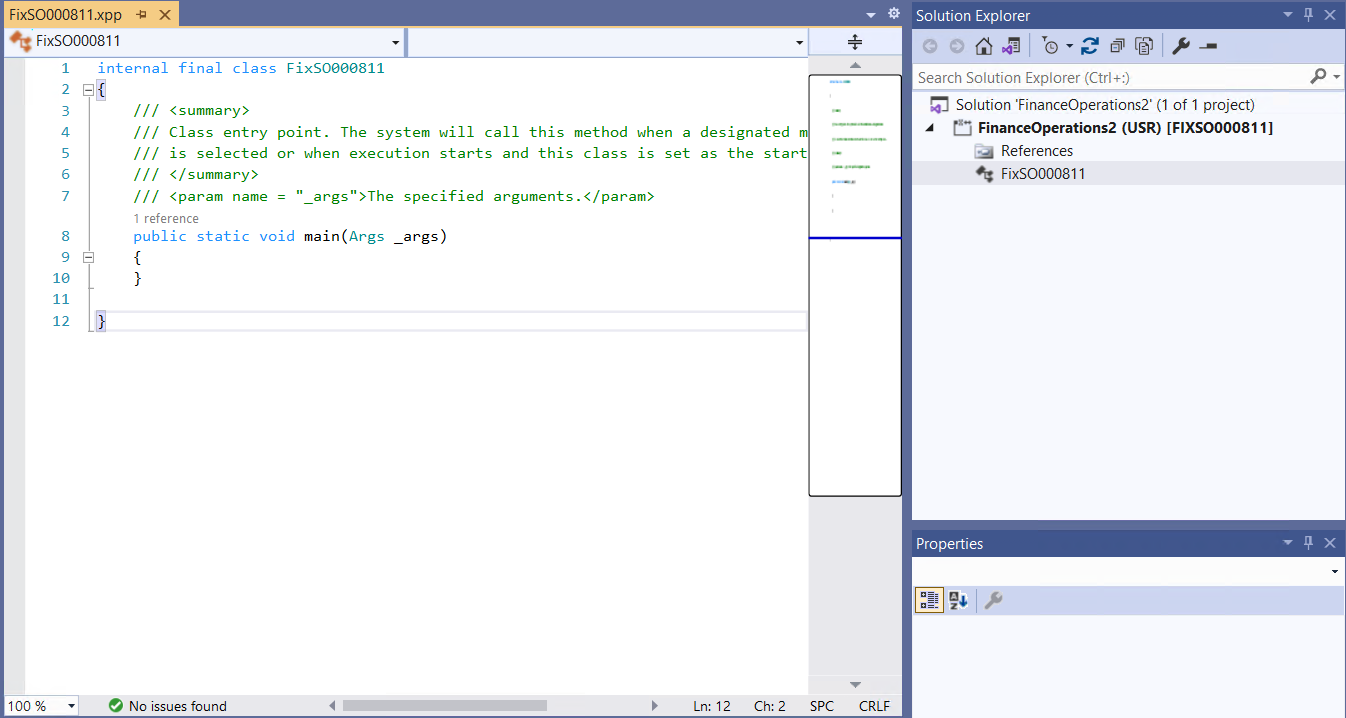 FixSO000811.xpp
FixSO000811
1 internal final class FixSO000811
2 {
3 /// <summary>
4 /// Class entry point. The system will call this method when a designated m
5 /// is selected or when execution starts and this class is set as the start
6 /// </summary>
7 /// <param name = "_args">The specified arguments.</param>
1 reference
8 public static void main(Args _args)
9 {
10 }
11
12 }
100 %
No issues found
Ln: 12 Ch: 2 SPC CRLF
Solution Explorer
Search Solution Explorer (Ctrl+:)
Solution 'FinanceOperations2' (1 of 1 project)
FinanceOperations2 (USR) [FIXSO000811]
References
FixSO000811
Properties